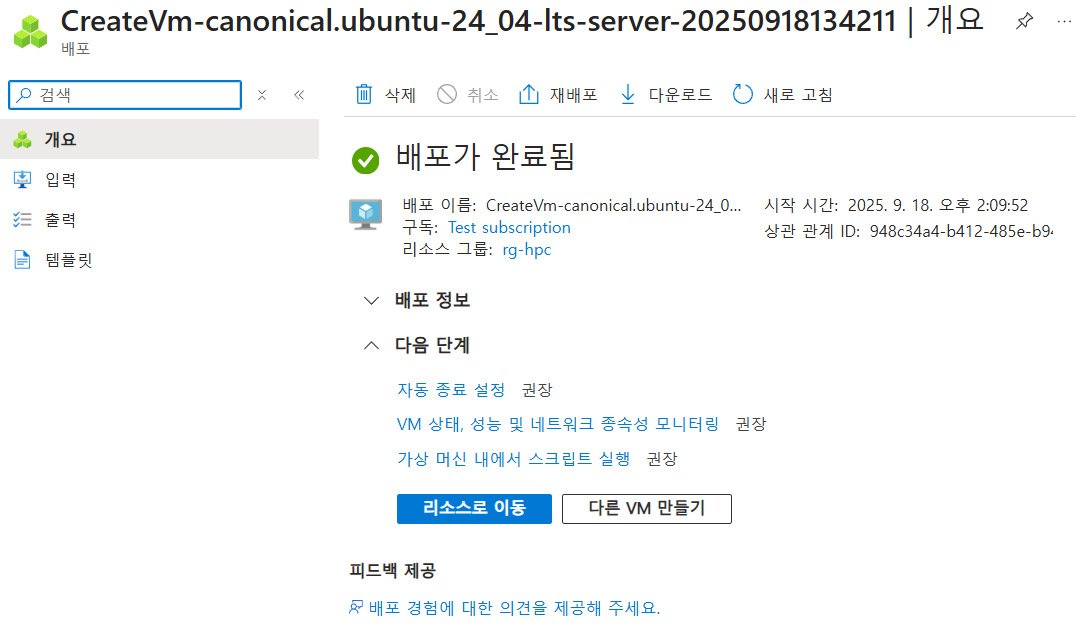 CreateVm-canonical.ubuntu-24_04-lts-server-20250918134211 | 개요
배포
검색
삭제 취소 재배포 다운로드 새로 고침
개요
입력
출력
템플릿
배포가 완료됨
배포 이름: CreateVm-canonical.ubuntu-24_0... 시작 시간: 2025. 9. 18. 오후 2:09:52
구독: Test subscription 상관 관계 ID: 948c34a4-b412-485e-b94
리소스 그룹: rg-hpc
배포 정보
다음 단계
자동 종료 설정 권장
VM 상태, 성능 및 네트워크 종속성 모니터링 권장
가상 머신 내에서 스크립트 실행 권장
리소스로 이동 다른 VM 만들기
피드백 제공
배포 경험에 대한 의견을 제공해 주세요.